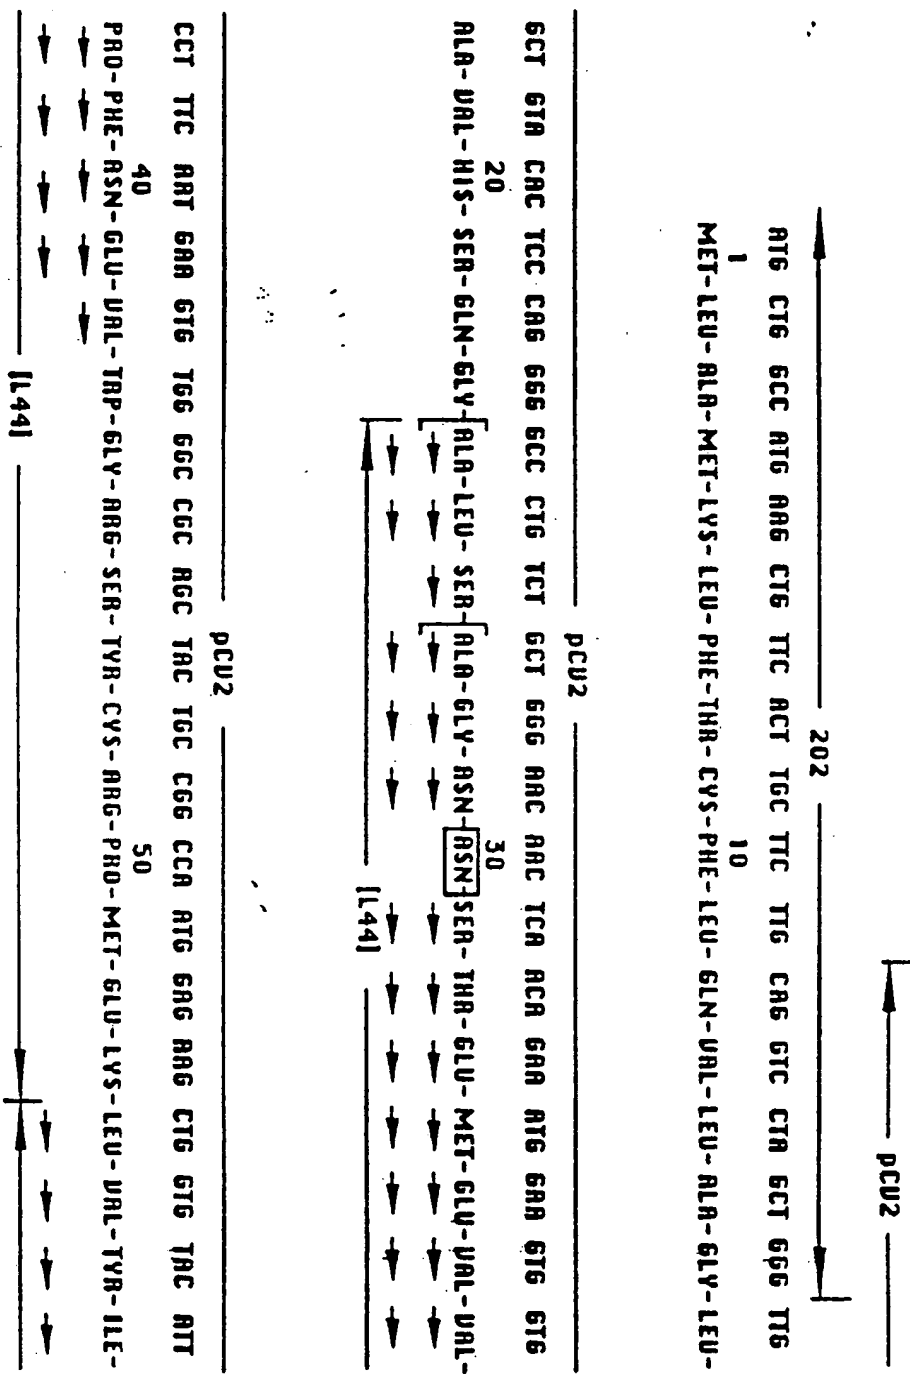 pCV2
202
ATG CTG GCC ATG AAG CTG TTC ACT TGC TTC TTG CAG GTC CTA GCT GGG TTG
1 10
MET-LEU-ALA-MET-LYS-LEU-PHE-THR-CYS-PHE-LEU-GLN-VAL-LEU-ALA-GLY-LEU-
pCV2
GCT GTA CAC TCC CAG GGG GCC CTG TCT GCT GGG AAC AAC TCA ACA GAA ATG GAA GTG GTG
20 30
ALA-VAL-HIS-SER-GLN-GLY-ALA-LEU-SER-ALA-GLY-ASN-ASN-SER-THR-GLU-MET-GLU-VAL-VAL-
[L44]
pCV2
CCT TTC AAT GAA GTG TGG GGC CGC AGC TAC TGC CGG CCA ATG GAG AAG CTG GTG TAC ATT
40 50
PRO-PHE-ASN-GLU-VAL-TRP-GLY-ARG-SER-TYR-CYS-ARG-PRO-MET-GLU-LYS-LEU-VAL-TYR-ILE-
[L44]